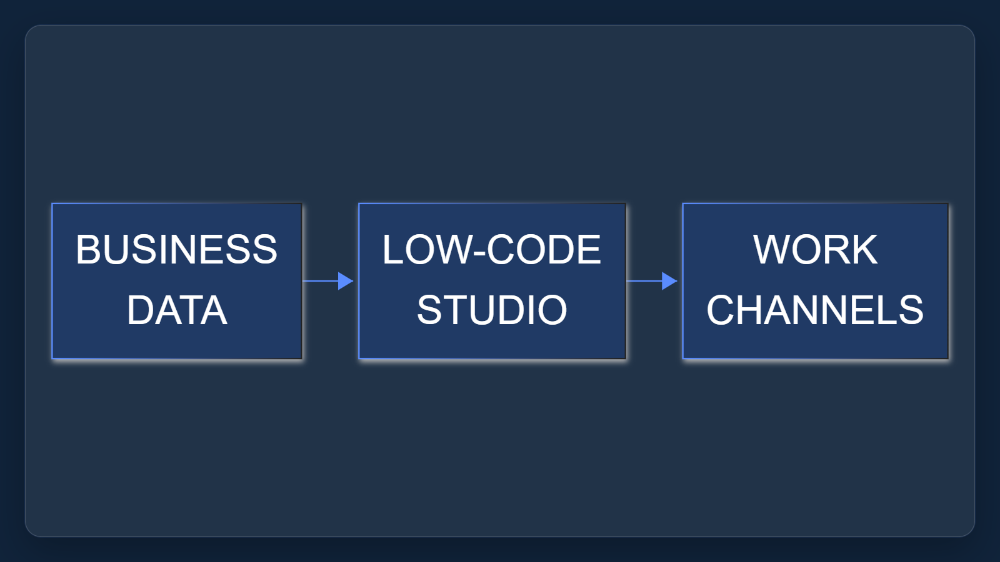 BUSINESS
DATA
LOW-CODE
STUDIO
WORK
CHANNELS